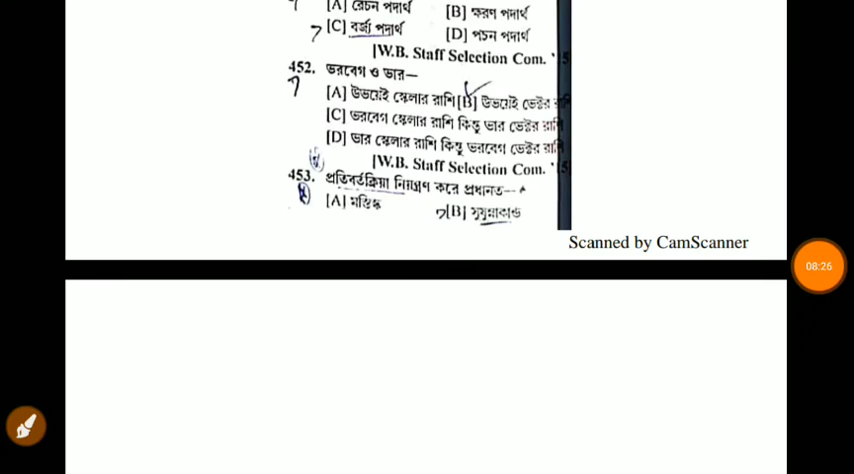 [A] রেচন পদার্থ [B] ক্ষরণ পদার্থ
[C] বর্জ্য পদার্থ [D] পচন পদার্থ
[W.B. Staff Selection Com. '
452. ভরবেগ ও ভার—
[A] উভয়েই স্কেলার রাশি [B] উভয়েই ভেক্টর
[C] ভরবেগ স্কেলার রাশি কিন্তু ভার ভেক্টর রাশি
[D] ভার স্কেলার রাশি কিন্তু ভরবেগ ভেক্টর রাশি
[W.B. Staff Selection Com. '
453. প্রতিবর্তক্রিয়া নিয়ন্ত্রণ করে প্রধানত—
[A] মস্তিষ্ক [B] সুষুম্নাকাণ্ড
Scanned by CamScanner
08:26